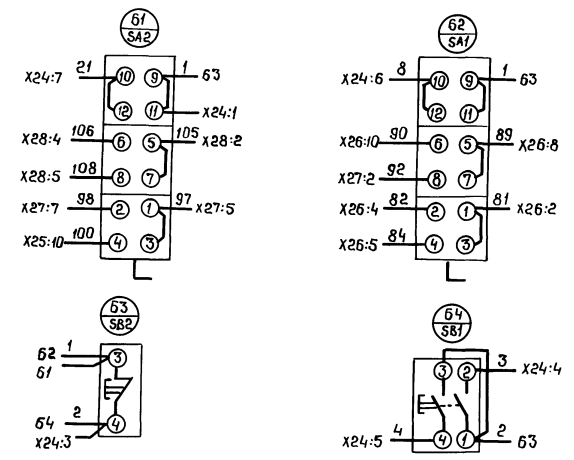 61
SA2
21
X24:7
10
9
1
63
12
11
X24:1
106
X28:4
6
5
105
X28:2
108
X28:5
8
7
98
X27:7
2
1
97
X27:5
100
X25:10
4
3
62
SA1
8
X24:6
10
9
1
63
12
11
90
X26:10
6
5
89
X26:8
92
X27:2
8
7
82
X26:4
2
1
81
X26:2
84
X26:5
4
3
63
SB2
1
62
61
3
2
64
X24:3
4
64
SB1
3
2
3
X24:4
4
X24:5
4
1
2
63